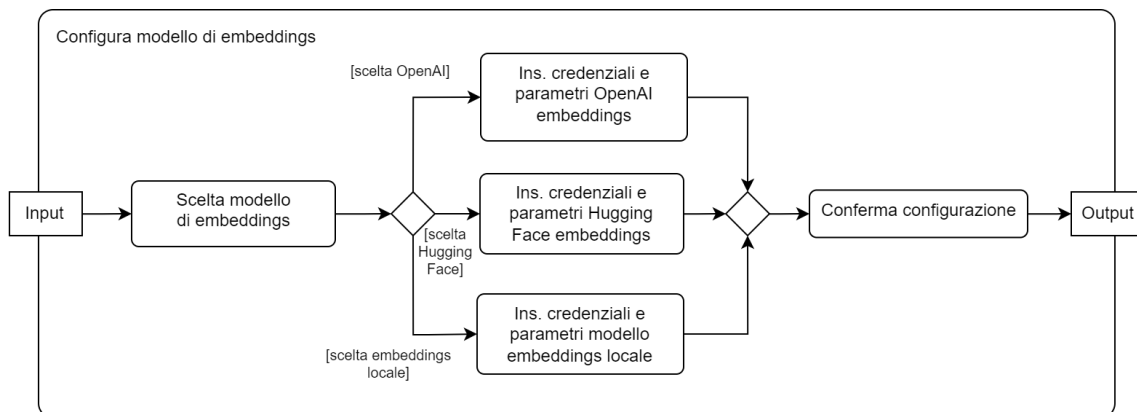 Configura modello di embeddings
[scelta OpenAI]
Ins. credenziali e
parametri OpenAI
embeddings
Input
Scelta modello
di embeddings
Ins. credenziali e
parametri Hugging
Face embeddings
Conferma configurazione
Output
[scelta
Hugging
Face]
Ins. credenziali e
parametri modello
embeddings locale
[scelta embeddings
locale]